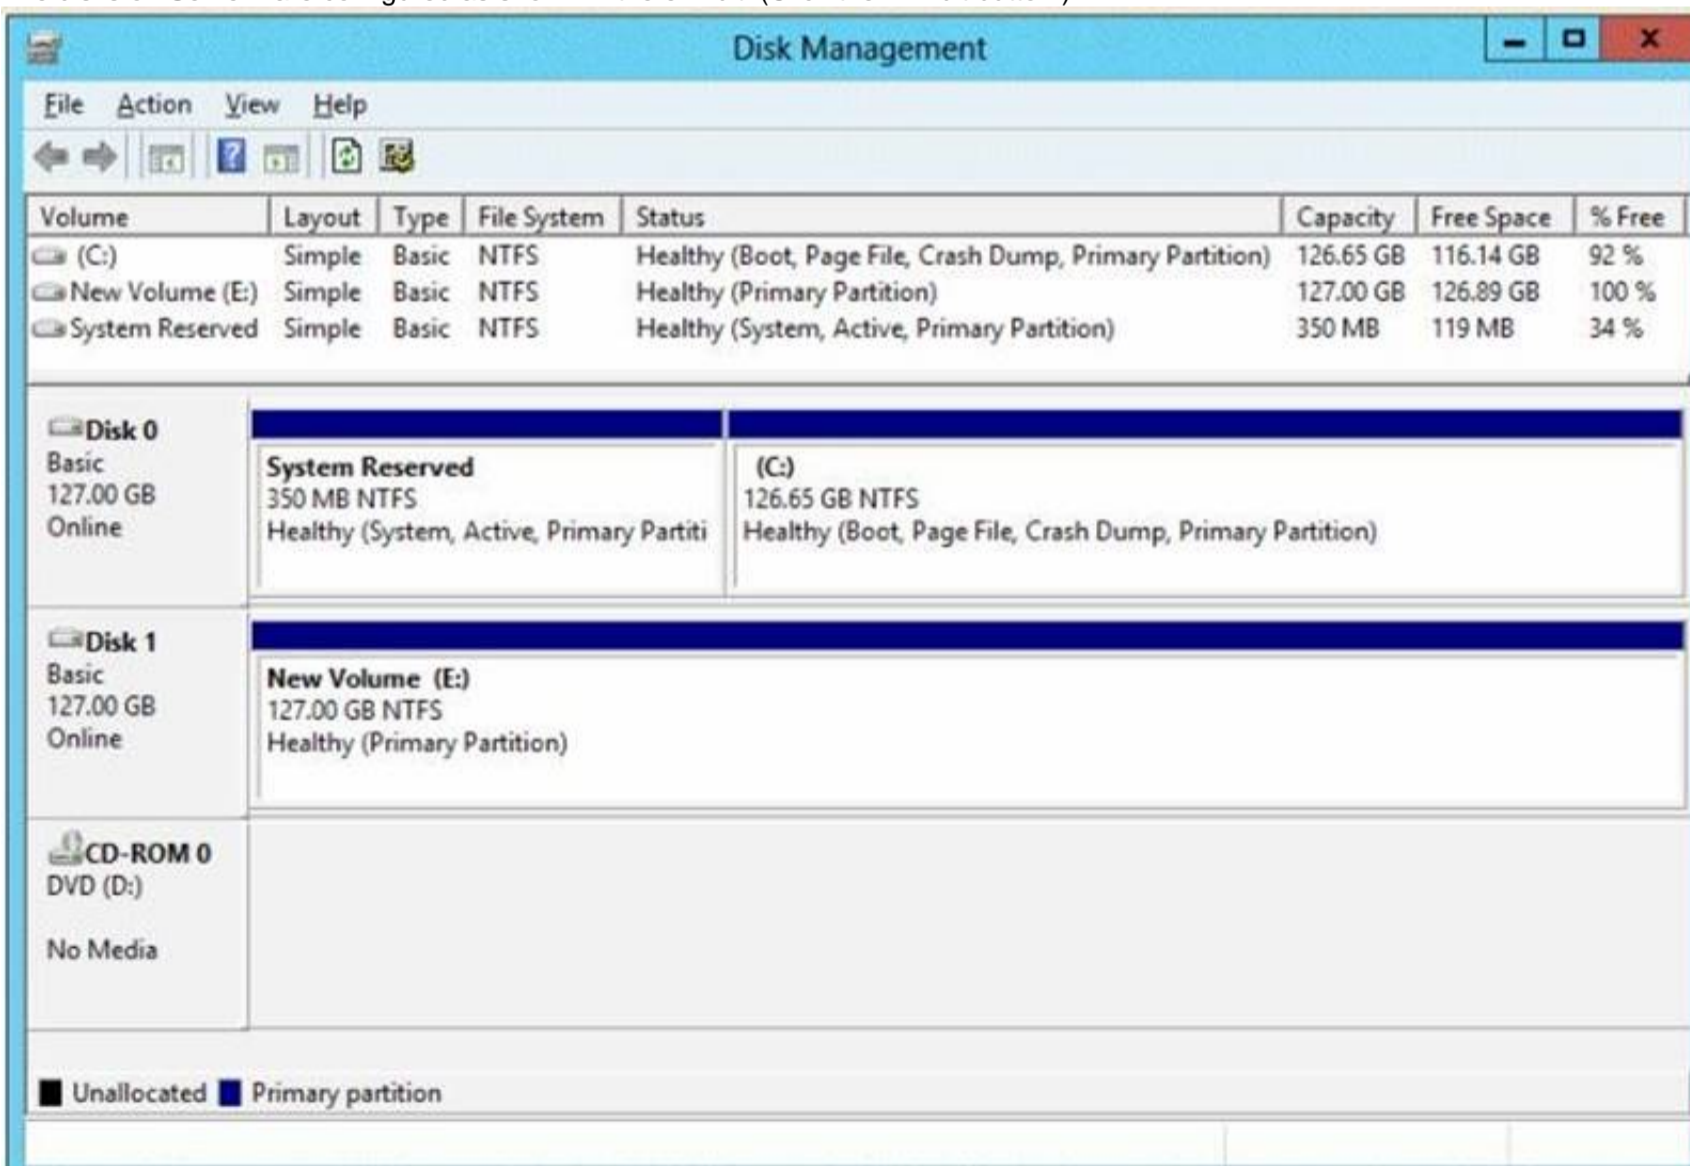 Disk Management
File Action View Help
Volume Layout Type File System Status Capacity Free Space % Free
(C:) Simple Basic NTFS Healthy (Boot, Page File, Crash Dump, Primary Partition) 126.65 GB 116.14 GB 92 %
New Volume (E:) Simple Basic NTFS Healthy (Primary Partition) 127.00 GB 126.89 GB 100 %
System Reserved Simple Basic NTFS Healthy (System, Active, Primary Partition) 350 MB 119 MB 34 %
Disk 0
Basic
127.00 GB
Online
System Reserved
350 MB NTFS
Healthy (System, Active, Primary Partiti
(C:)
126.65 GB NTFS
Healthy (Boot, Page File, Crash Dump, Primary Partition)
Disk 1
Basic
127.00 GB
Online
New Volume (E:)
127.00 GB NTFS
Healthy (Primary Partition)
CD-ROM 0
DVD (D:)
No Media
Unallocated Primary partition